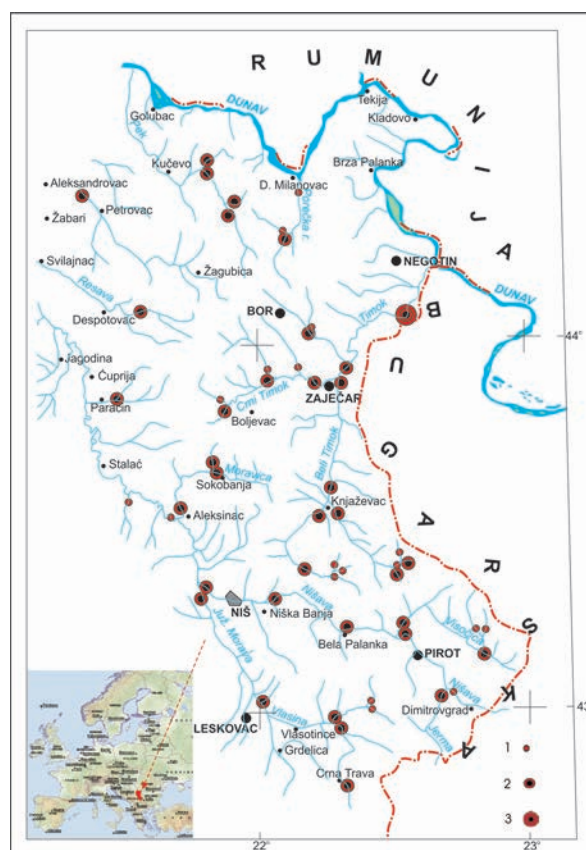 R U M U N I J A
DUNAV
Golubac
Tekija
Kladovo
Pek
Kučevo
Brza Palanka
D. Milanovac
Porečka r.
Aleksandrovac
Petrovac
Žabari
Svilajnac
Žagubica
NEGOTIN
DUNAV
Resava
Despotovac
BOR
Timok
B U G A R S K A
44°
Jagodina
Ćuprija
Paraćin
Crni Timok
ZAJEČAR
Boljevac
Beli Timok
Stalać
Moravica
Sokobanja
Knjaževac
Aleksinac
NIŠ
Nišava
Niška Banja
Bela Palanka
Visočica
PIROT
Juž. Morava
Nišava
Dimitrovgrad
43
LESKOVAC
Vlasina
Vlasotince
Grdelica
Jerma
Crna Trava
1
2
3
22°
23°